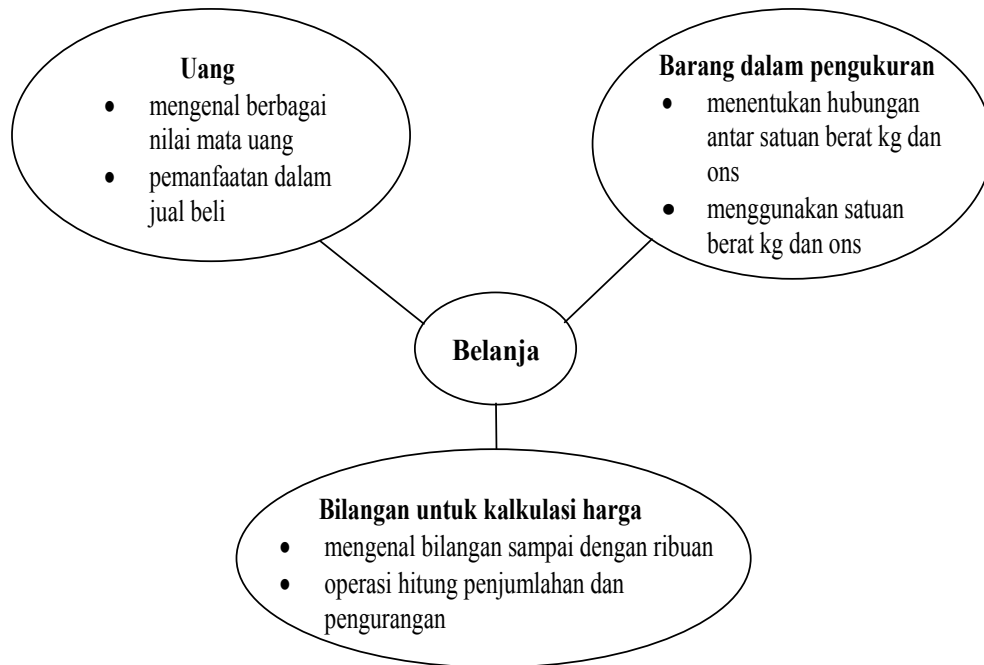 Uang
• mengenal berbagai
nilai mata uang
• pemanfaatan dalam
jual beli
Barang dalam pengukuran
• menentukan hubungan
antar satuan berat kg dan
ons
• menggunakan satuan
berat kg dan ons
Belanja
Bilangan untuk kalkulasi harga
• mengenal bilangan sampai dengan ribuan
• operasi hitung penjumlahan dan
pengurangan